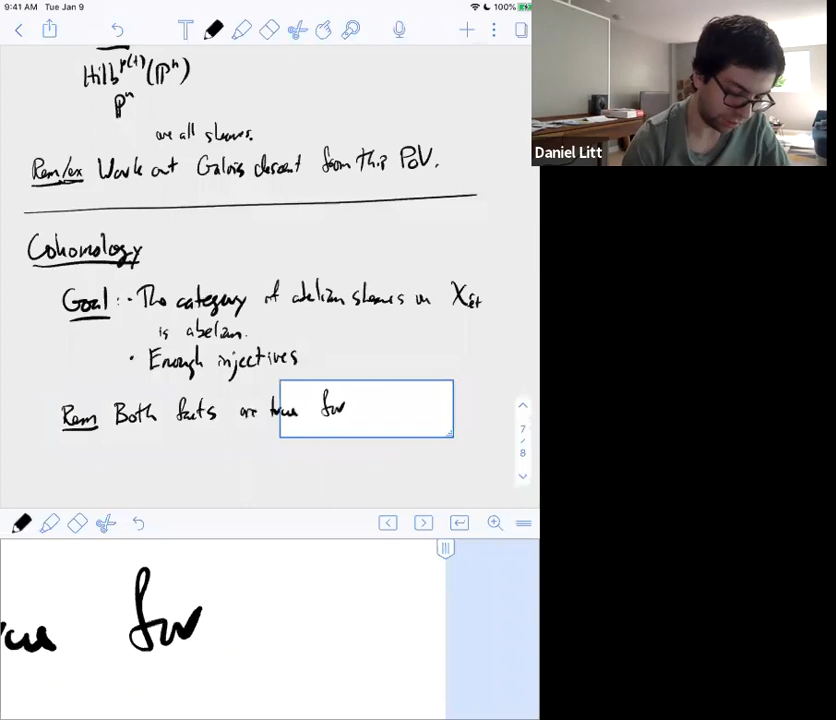 9:41 AM Tue Jan 9
100%
Hilb^{p(t)}(ℙ^n)
ℙ^n
are all sheaves.
Rem/ex Work out Galois descent from this PoV.
Cohomology
Goal: · The category of abelian sheaves on X_ét
is abelian.
· Enough injectives
Rem Both facts are true for
7
/
8
true for
Daniel Litt